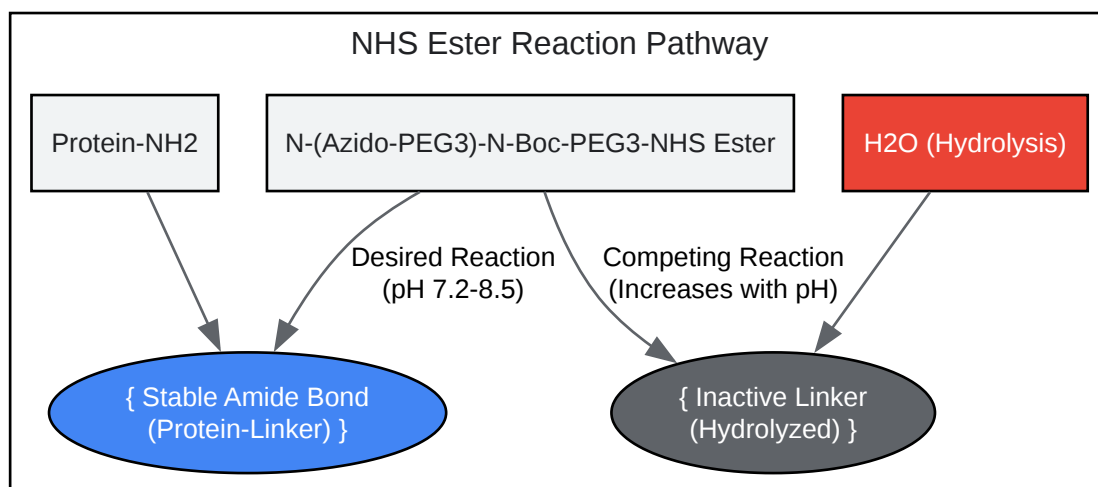 NHS Ester Reaction Pathway
Protein-NH2
N-(Azido-PEG3)-N-Boc-PEG3-NHS Ester
H2O (Hydrolysis)
Desired Reaction
(pH 7.2-8.5)
Competing Reaction
(Increases with pH)
{ Stable Amide Bond
(Protein-Linker) }
{ Inactive Linker
(Hydrolyzed) }